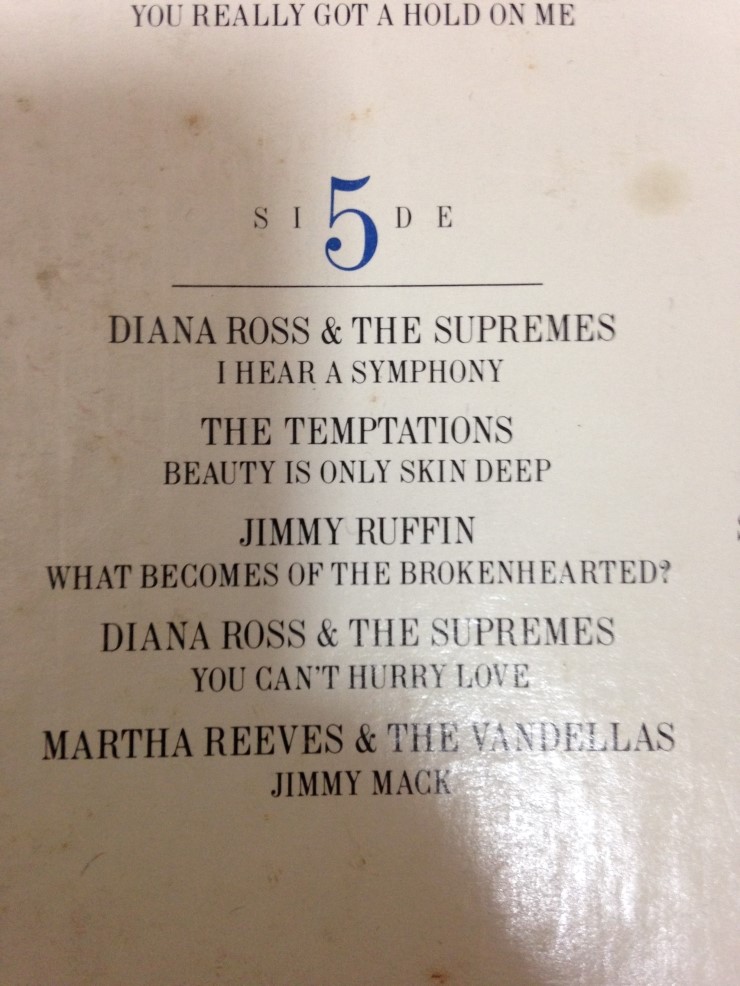 YOU REALLY GOT A HOLD ON ME
SI 5 DE
DIANA ROSS & THE SUPREMES
I HEAR A SYMPHONY
THE TEMPTATIONS
BEAUTY IS ONLY SKIN DEEP
JIMMY RUFFIN
WHAT BECOMES OF THE BROKENHEARTED?
DIANA ROSS & THE SUPREMES
YOU CAN'T HURRY LOVE
MARTHA REEVES & THE VANDELLAS
JIMMY MACK